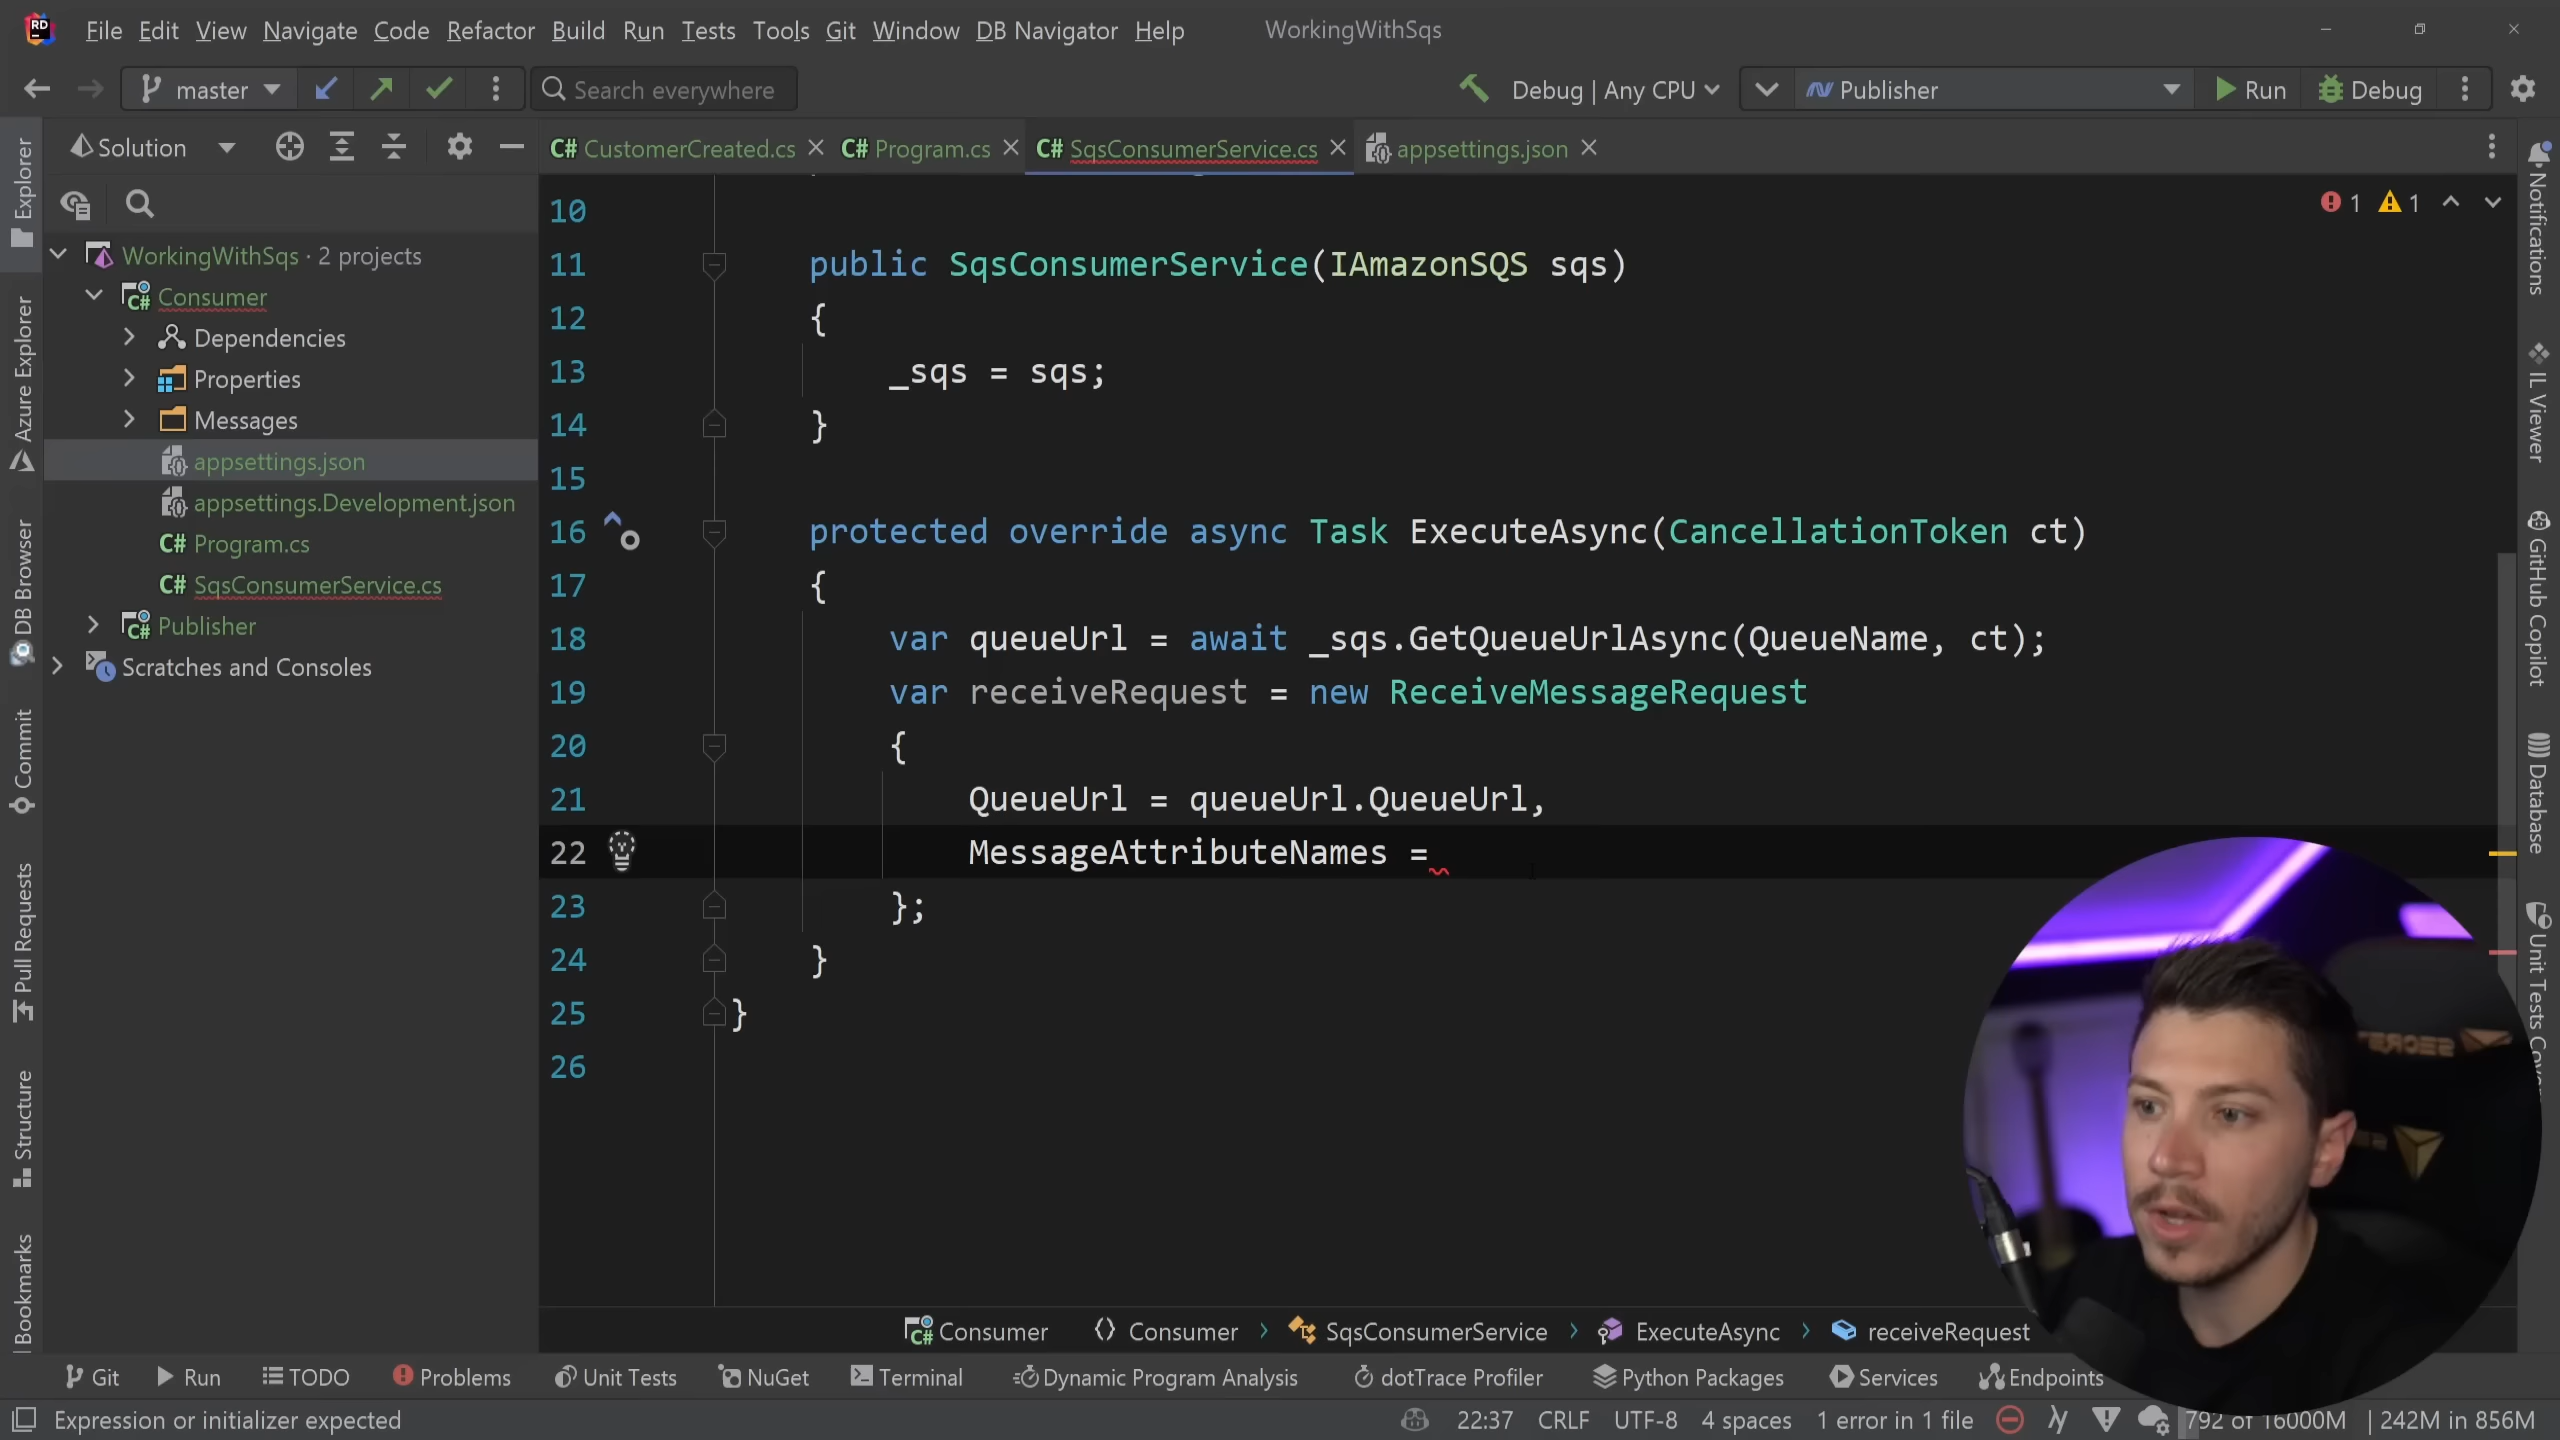 File Edit View Navigate Code Refactor Build Run Tests Tools Git Window DB Navigator Help WorkingWithSqs
master Search everywhere Debug | Any CPU Publisher Run Debug
Solution
C# CustomerCreated.cs C# Program.cs C# SqsConsumerService.cs appsettings.json
Explorer
Azure Explorer
DB Browser
Commit
Pull Requests
Structure
Bookmarks
WorkingWithSqs · 2 projects
C# Consumer
Dependencies
Properties
Messages
appsettings.json
appsettings.Development.json
C# Program.cs
C# SqsConsumerService.cs
C# Publisher
Scratches and Consoles
1 1
10
11 public SqsConsumerService(IAmazonSQS sqs)
12 {
13 _sqs = sqs;
14 }
15
16 protected override async Task ExecuteAsync(CancellationToken ct)
17 {
18 var queueUrl = await _sqs.GetQueueUrlAsync(QueueName, ct);
19 var receiveRequest = new ReceiveMessageRequest
20 {
21 QueueUrl = queueUrl.QueueUrl,
22 MessageAttributeNames =
23 };
24 }
25 }
26
Notifications
IL Viewer
GitHub Copilot
Database
Unit Tests
C# Consumer Consumer SqsConsumerService ExecuteAsync receiveRequest
Git Run TODO Problems Unit Tests NuGet Terminal Dynamic Program Analysis dotTrace Profiler Python Packages Services Endpoints
Expression or initializer expected 22:37 CRLF UTF-8 4 spaces 1 error in 1 file 792 of 16000M | 242M in 856M